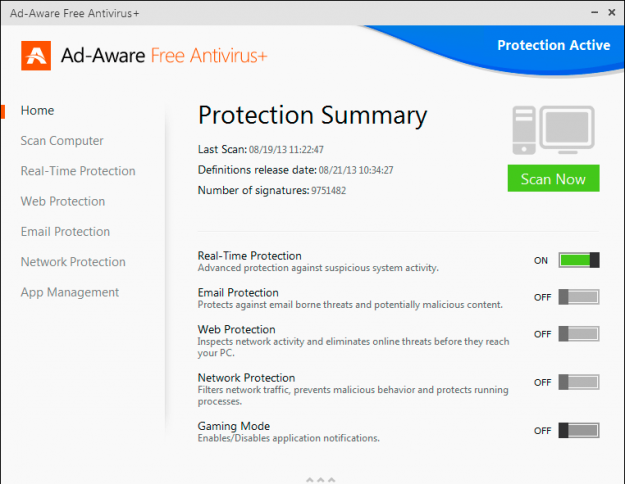 Ad-Aware Free Antivirus+
Protection Active
Ad-Aware Free Antivirus+
Home
Scan Computer
Real-Time Protection
Web Protection
Email Protection
Network Protection
App Management
Protection Summary
Last Scan: 08/19/13 11:22:47
Definitions release date: 08/21/13 10:34:27
Number of signatures: 9751482
Scan Now
Real-Time Protection
Advanced protection against suspicious system activity.
ON
Email Protection
Protects against email borne threats and potentially malicious content.
OFF
Web Protection
Inspects network activity and eliminates online threats before they reach
your PC.
OFF
Network Protection
Filters network traffic, prevents malicious behavior and protects running
processes.
OFF
Gaming Mode
Enables/Disables application notifications.
OFF